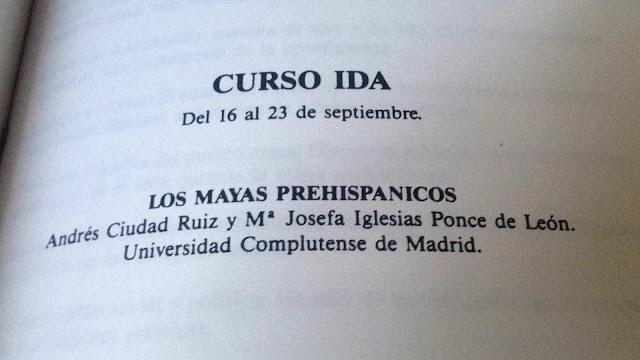 CURSO IDA
Del 16 al 23 de septiembre.
LOS MAYAS PREHISPANICOS
Andrés Ciudad Ruiz y Mª Josefa Iglesias Ponce de León.
Universidad Complutense de Madrid.